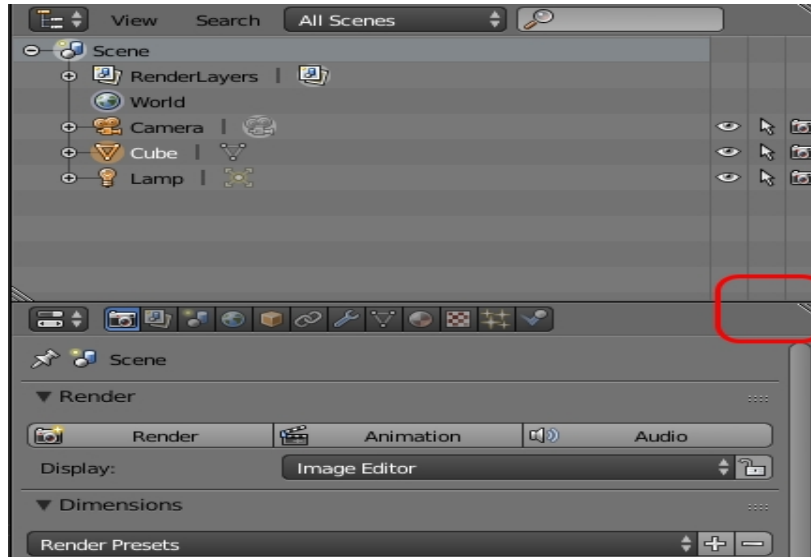 View Search All Scenes
Scene
RenderLayers
World
Camera
Cube
Lamp
Scene
Render
Render Animation Audio
Display: Image Editor
Dimensions
Render Presets